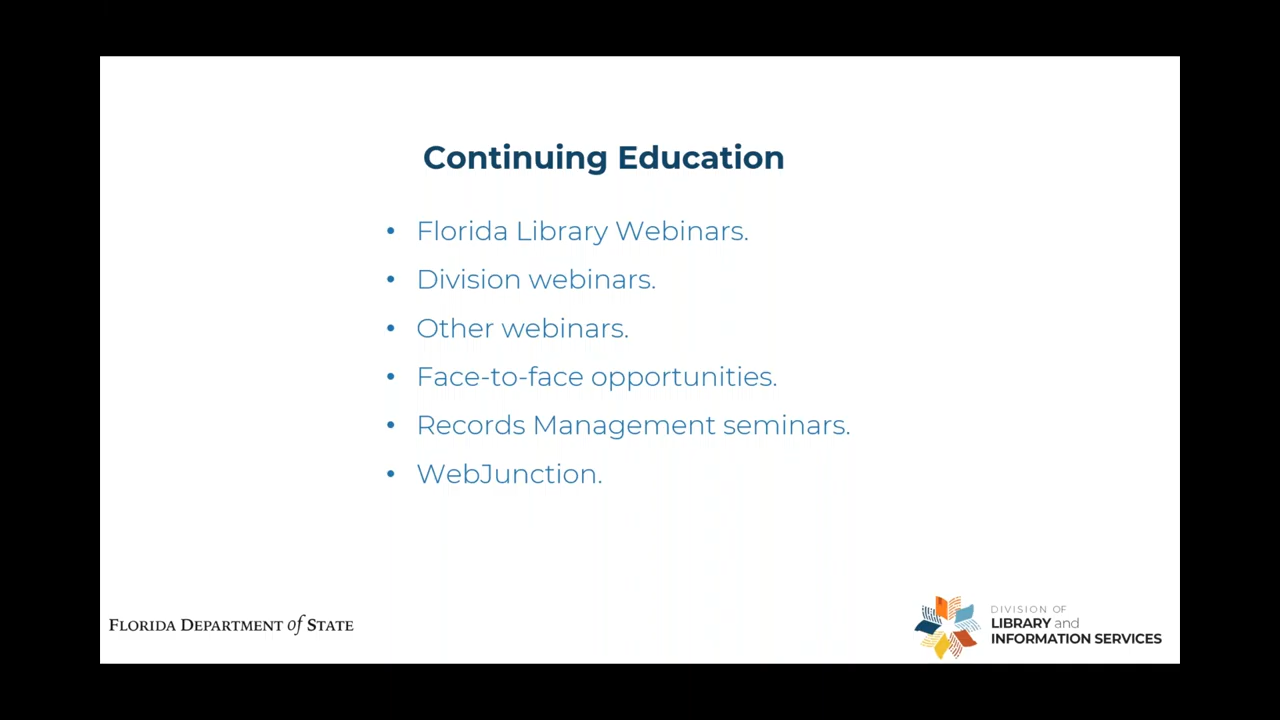 Continuing Education
• Florida Library Webinars.
• Division webinars.
• Other webinars.
• Face-to-face opportunities.
• Records Management seminars.
• WebJunction.
FLORIDA DEPARTMENT of STATE
DIVISION OF
LIBRARY and
INFORMATION SERVICES